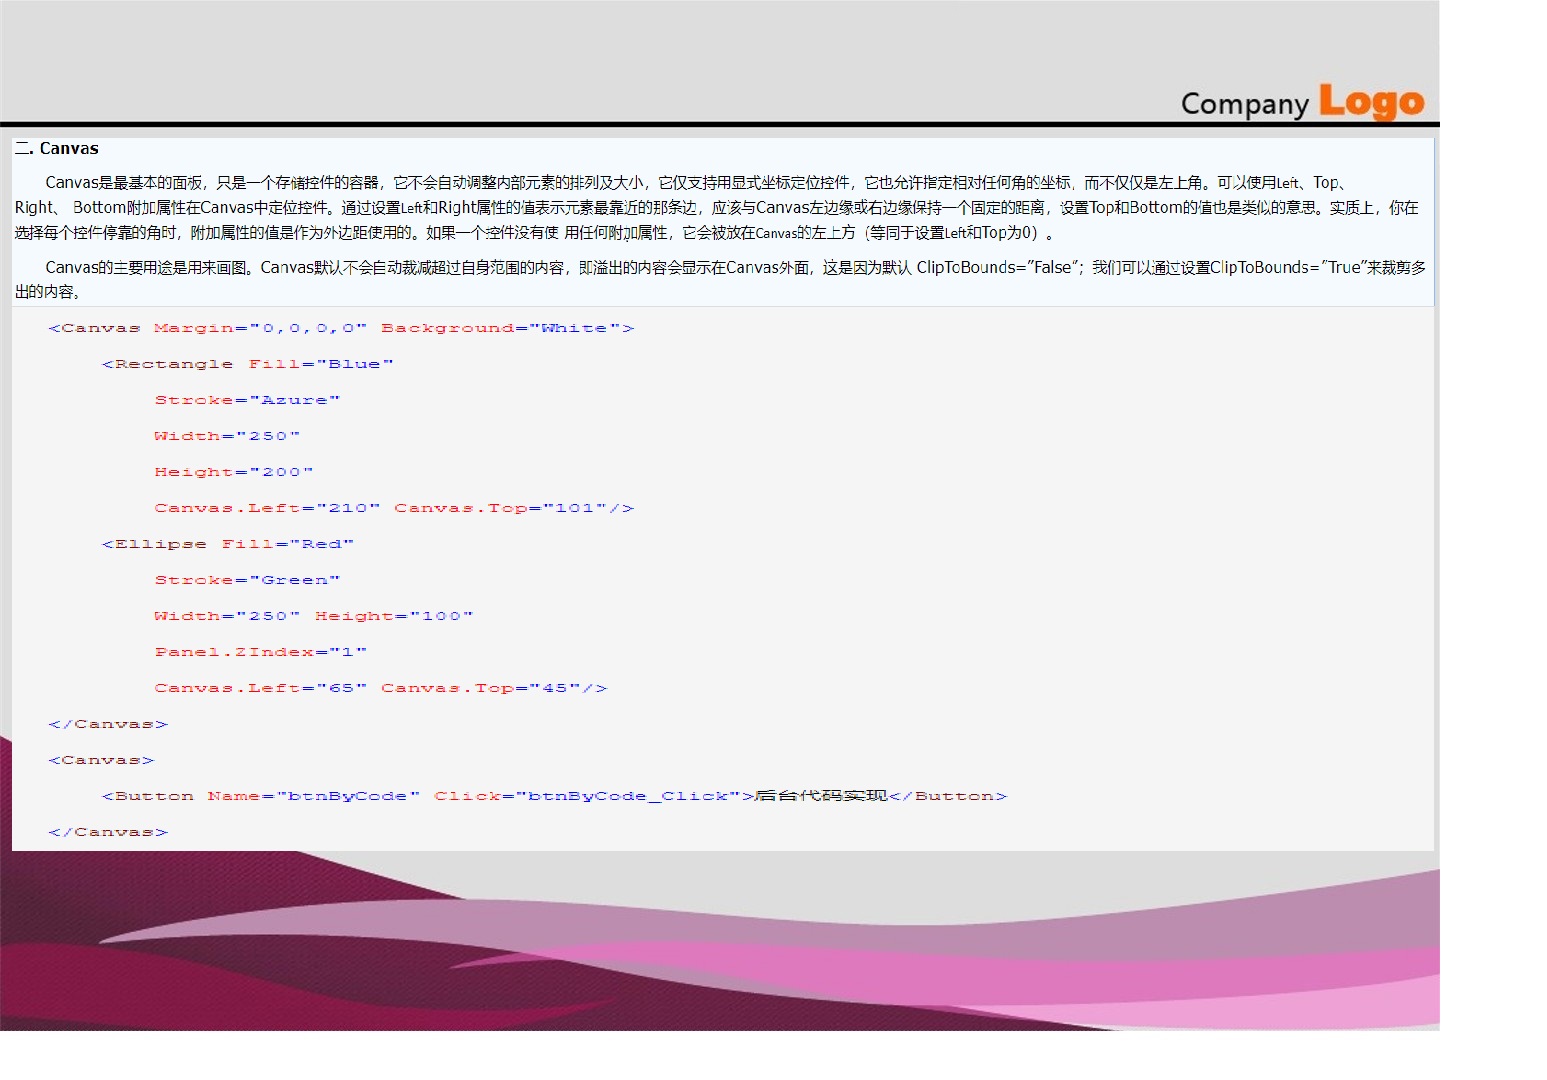 Company Logo
二. Canvas
Canvas是最基本的面板，只是一个存储控件的容器，它不会自动调整内部元素的排列及大小，它仅支持用显式坐标定位控件，它也允许指定相对任何角的坐标，而不仅仅是左上角。可以使用Left、Top、
Right、 Bottom附加属性在Canvas中定位控件。通过设置Left和Right属性的值表示元素最靠近的那条边，应该与Canvas左边缘或右边缘保持一个固定的距离，设置Top和Bottom的值也是类似的意思。实质上，你在
选择每个控件停靠的角时，附加属性的值是作为外边距使用的。如果一个控件没有使 用任何附加属性，它会被放在Canvas的左上方（等同于设置Left和Top为0）。
Canvas的主要用途是用来画图。Canvas默认不会自动裁减超过自身范围的内容，即溢出的内容会显示在Canvas外面，这是因为默认 ClipToBounds="False"；我们可以通过设置ClipToBounds="True"来裁剪多
出的内容。
<Canvas Margin="0,0,0,0" Background="White">
<Rectangle Fill="Blue"
Stroke="Azure"
Width="250"
Height="200"
Canvas.Left="210" Canvas.Top="101"/>
<Ellipse Fill="Red"
Stroke="Green"
Width="250" Height="100"
Panel.ZIndex="1"
Canvas.Left="65" Canvas.Top="45"/>
</Canvas>
<Canvas>
<Button Name="btnByCode" Click="btnByCode_Click">后台代码实现</Button>
</Canvas>